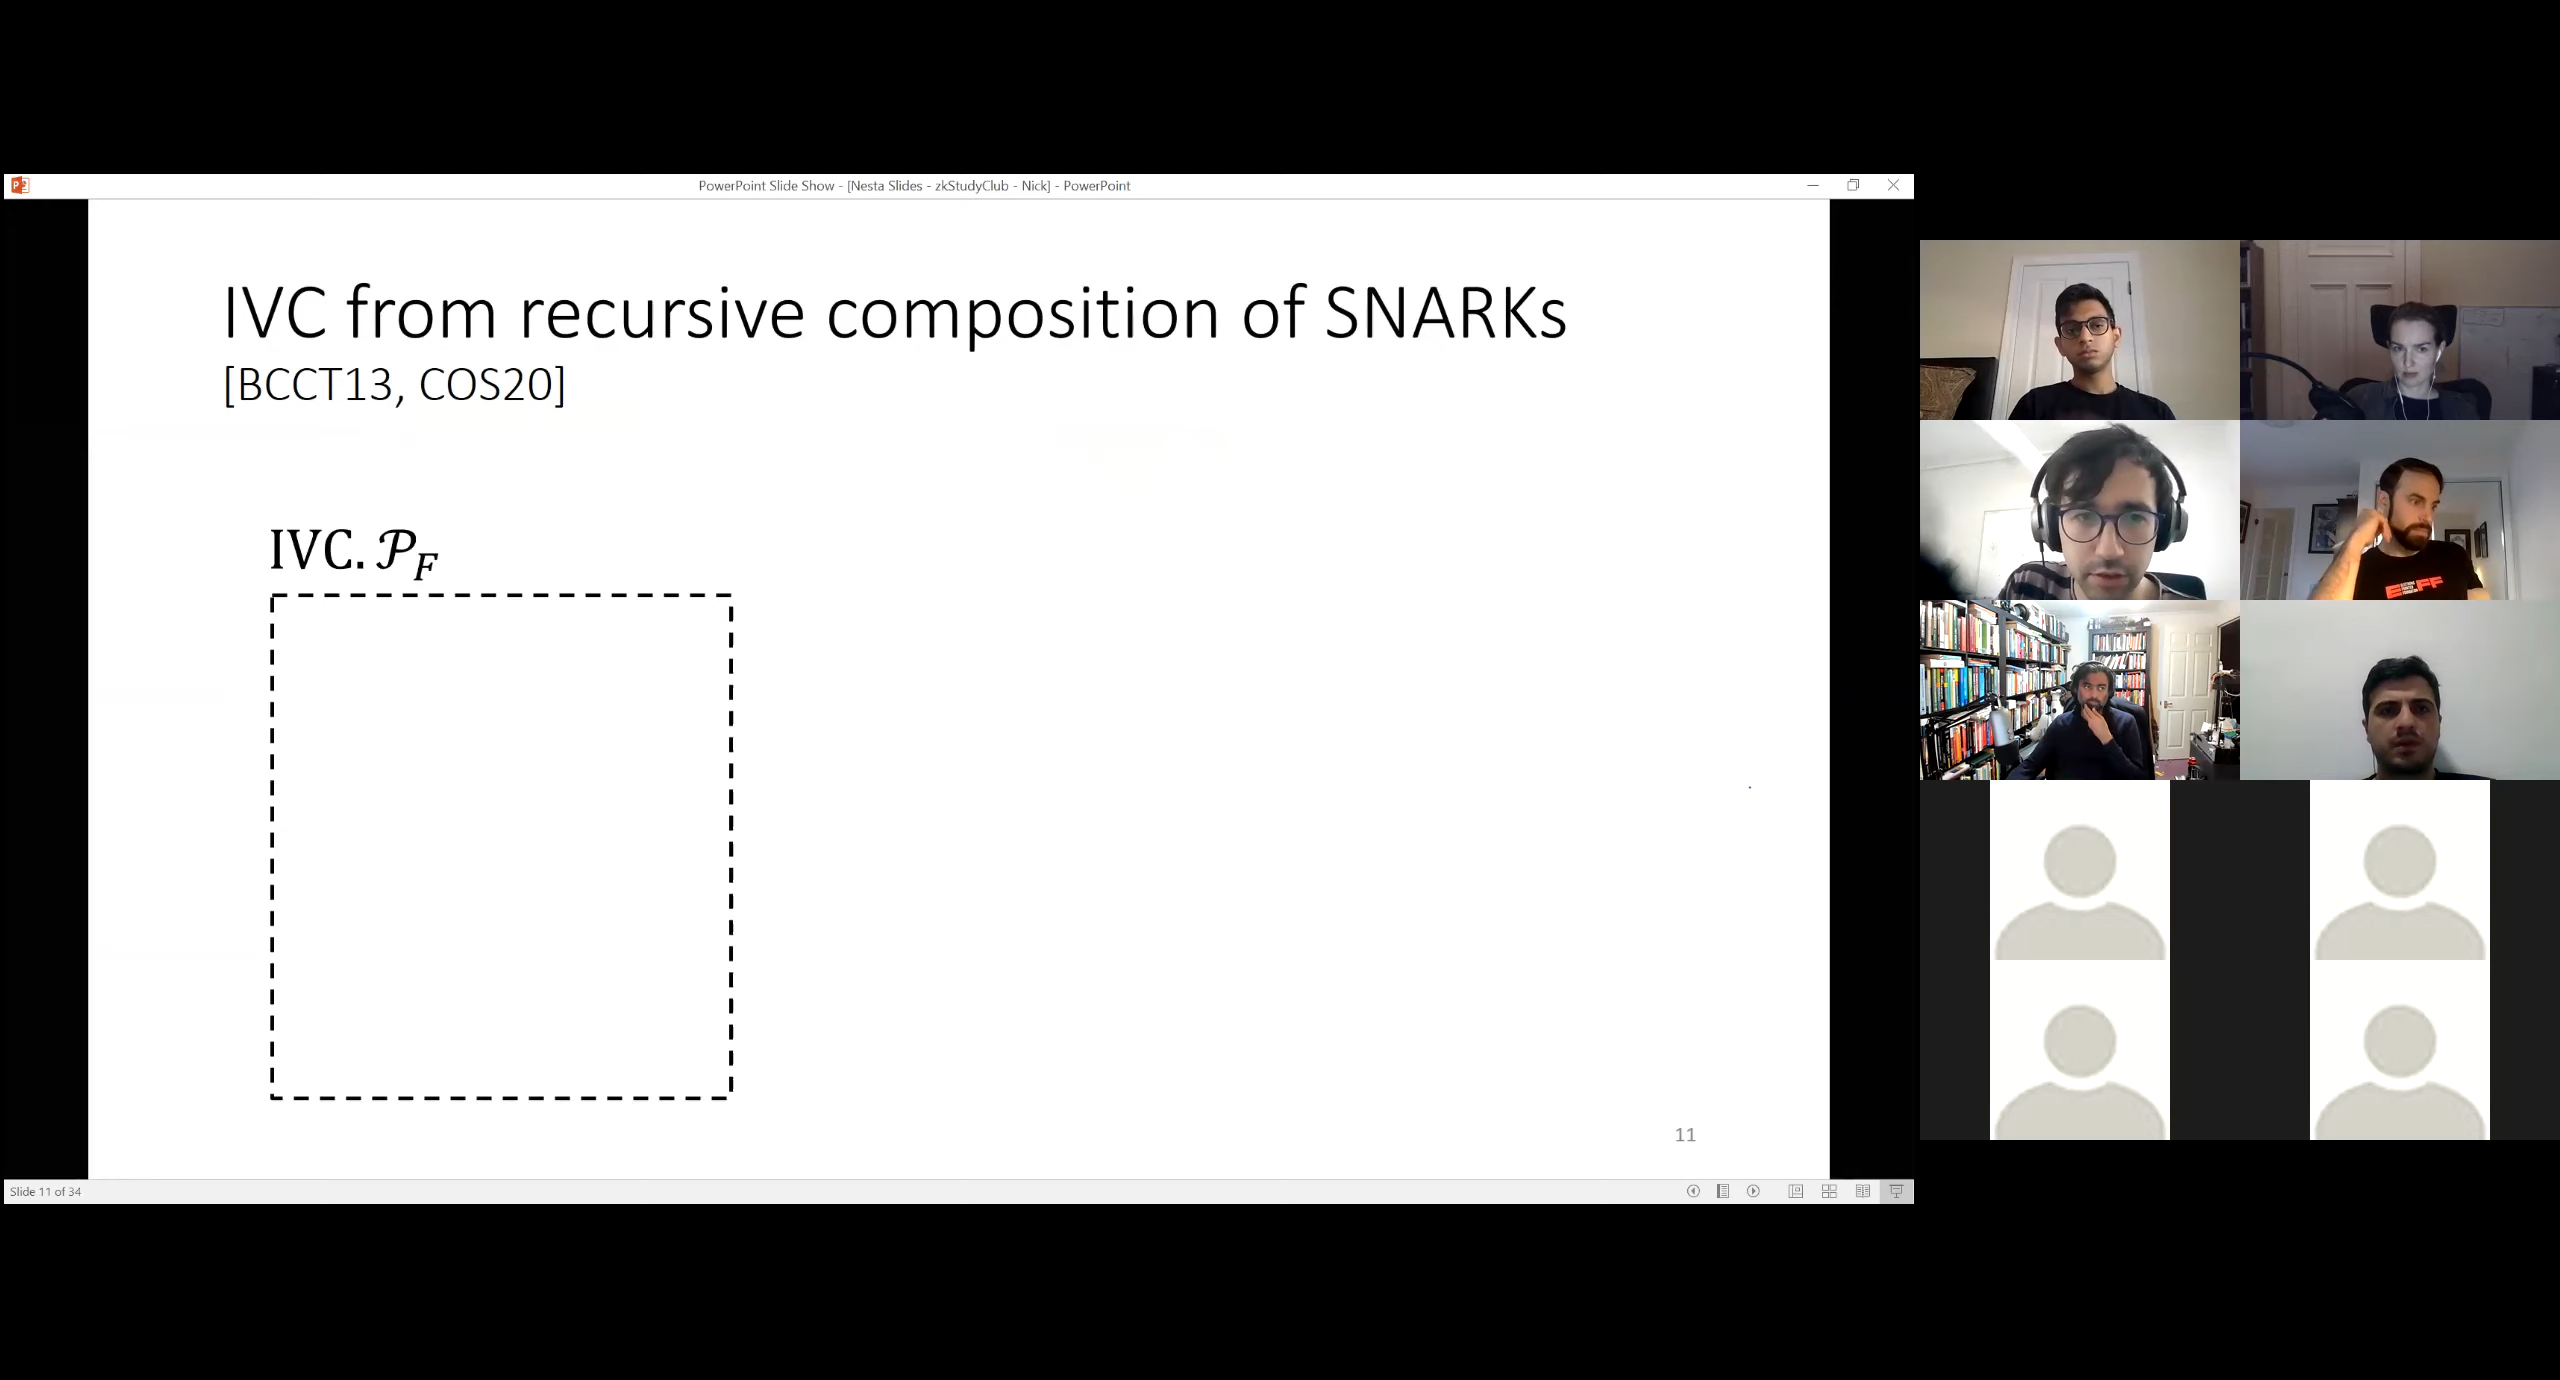 PowerPoint Slide Show - [Nesta Slides - zkStudyClub - Nick] - PowerPoint
IVC from recursive composition of SNARKs
[BCCT13, COS20]
IVC. 𝒫_F
11
Slide 11 of 34
EFF